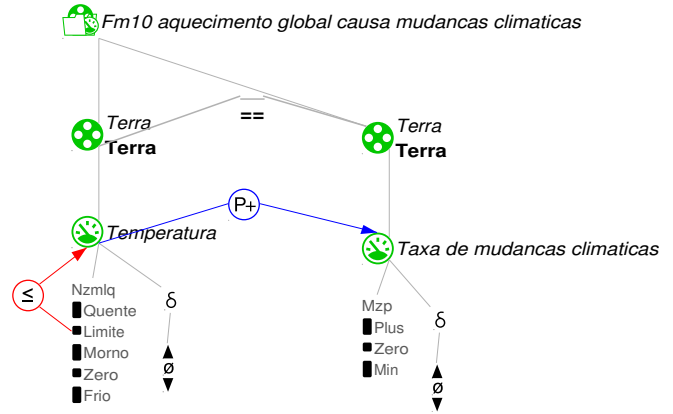 Fm10 aquecimento global causa mudancas climaticas
Terra
Terra
==
Terra
Terra
P+
Temperatura
Taxa de mudancas climaticas
≤
Nzmlq
Quente
Limite
Morno
Zero
Frio
δ
ø
Mzp
Plus
Zero
Min
δ
ø